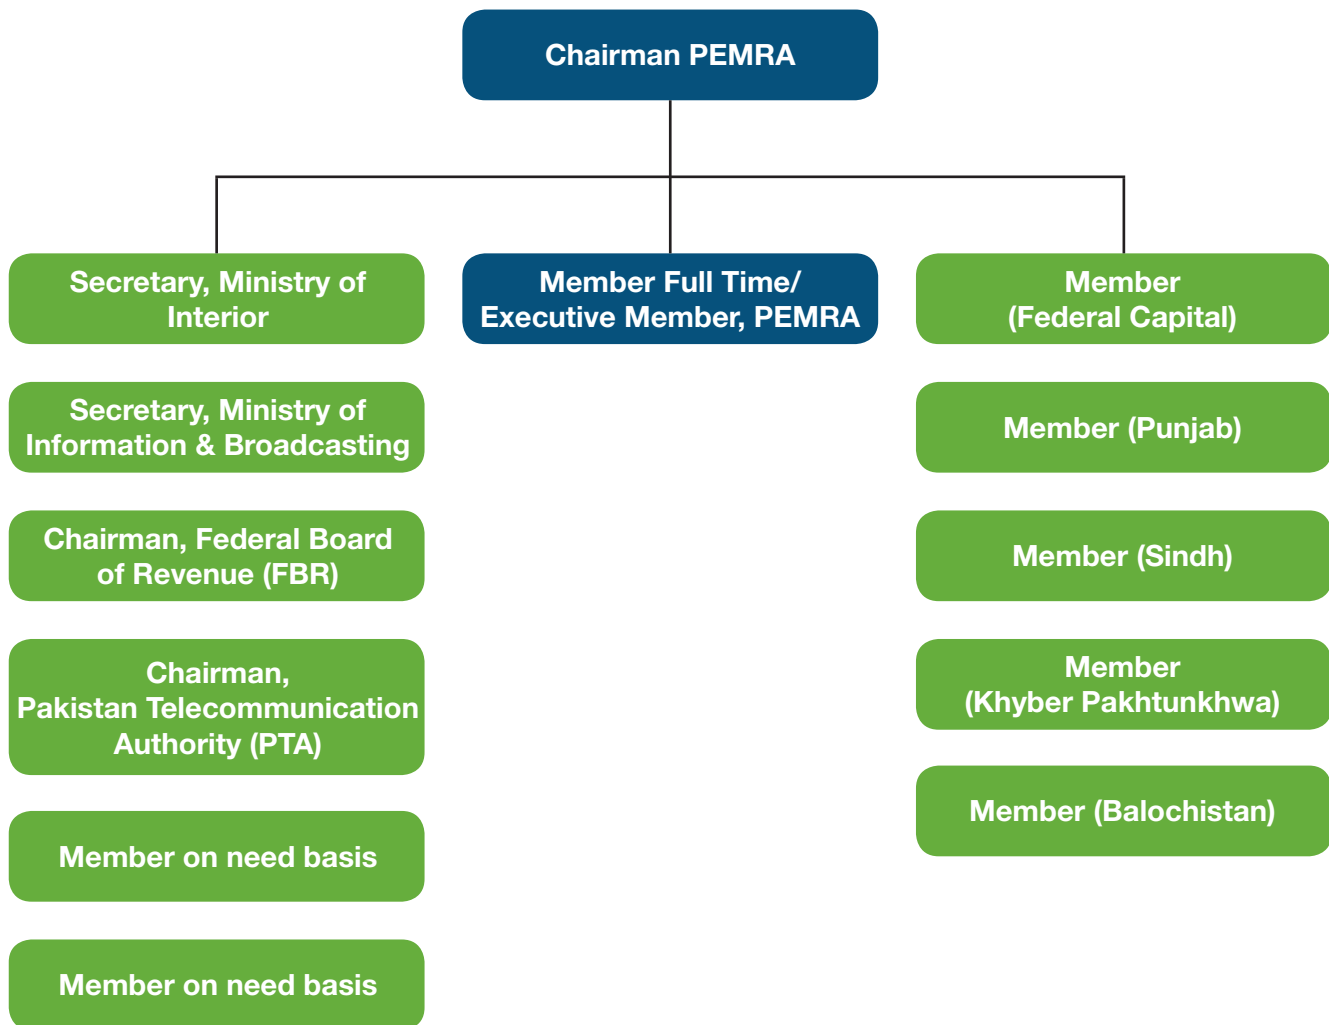 Chairman PEMRA
Secretary, Ministry of
Interior
Secretary, Ministry of
Information & Broadcasting
Chairman, Federal Board
of Revenue (FBR)
Chairman,
Pakistan Telecommunication
Authority (PTA)
Member on need basis
Member on need basis
Member Full Time/
Executive Member, PEMRA
Member
(Federal Capital)
Member (Punjab)
Member (Sindh)
Member
(Khyber Pakhtunkhwa)
Member (Balochistan)